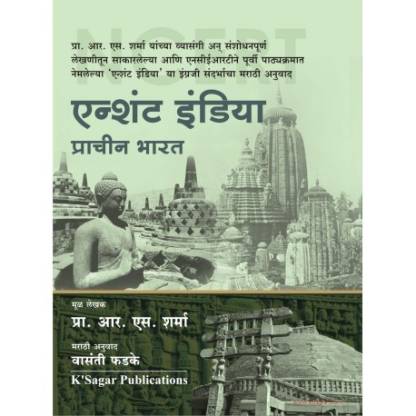 NCERT
प्रा. आर. एस. शर्मा यांच्या व्यासंगी अन् संशोधनपूर्ण
लेखणीतून साकारलेल्या आणि एनसीईआरटीने पूर्वी पाठ्यक्रमात
नेमलेल्या 'एन्शंट इंडिया' या इंग्रजी संदर्भाचा मराठी अनुवाद
एन्शंट इंडिया
प्राचीन भारत
मूळ लेखक
प्रा. आर. एस. शर्मा
मराठी अनुवाद
वासंती फडके
K'Sagar Publications